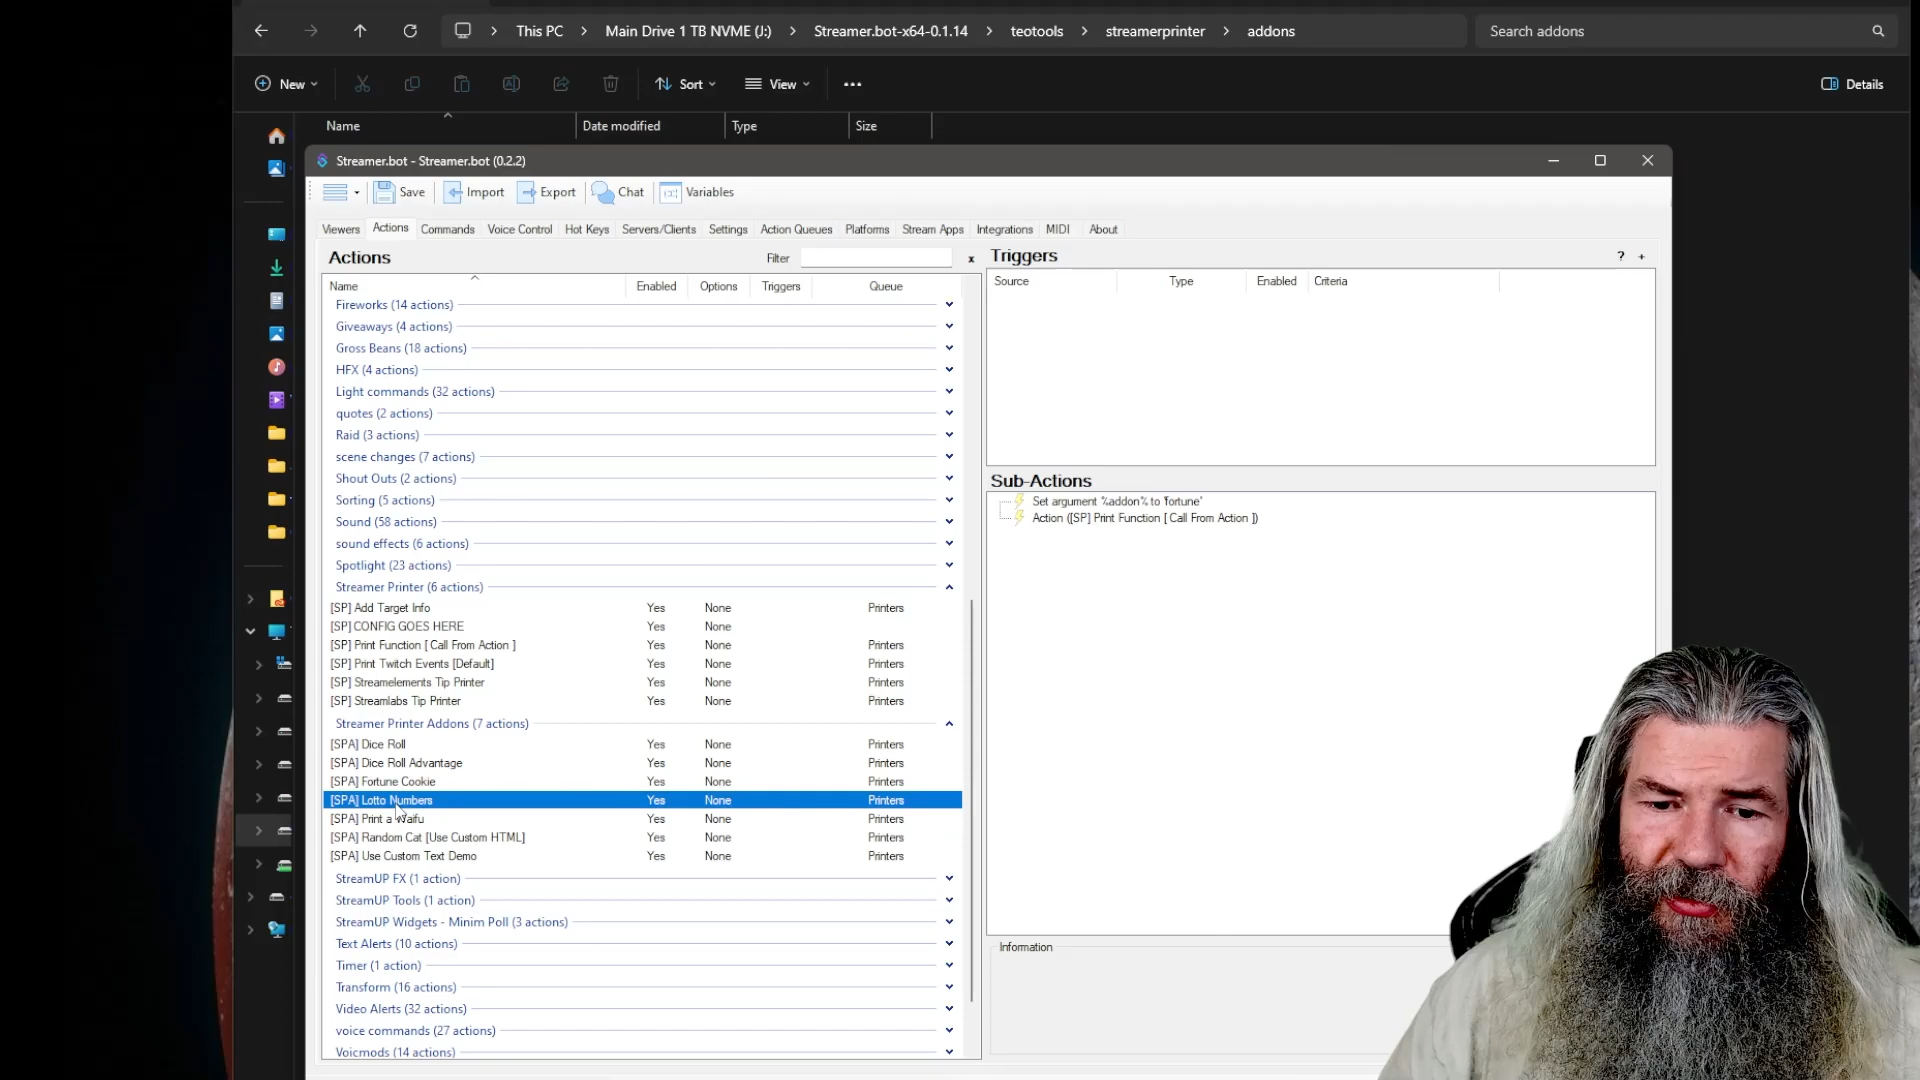 This PC > Main Drive 1 TB NVME (J:) > Streamer.bot-x64-0.1.14 > teotools > streamerprinter > addons
Search addons
New
Sort
View
Details
Name Date modified Type Size
Streamer.bot - Streamer.bot (0.2.2)
Save Import Export Chat Variables
Viewers Actions Commands Voice Control Hot Keys Servers/Clients Settings Action Queues Platforms Stream Apps Integrations MIDI About
Actions
Filter
x
Name Enabled Options Triggers Queue
Fireworks (14 actions)
Giveaways (4 actions)
Gross Beans (18 actions)
HFX (4 actions)
Light commands (32 actions)
quotes (2 actions)
Raid (3 actions)
scene changes (7 actions)
Shout Outs (2 actions)
Sorting (5 actions)
Sound (58 actions)
sound effects (6 actions)
Spotlight (23 actions)
Streamer Printer (6 actions)
[SP] Add Target Info Yes None Printers
[SP] CONFIG GOES HERE Yes None
[SP] Print Function [ Call From Action ] Yes None Printers
[SP] Print Twitch Events [Default] Yes None Printers
[SP] Streamelements Tip Printer Yes None Printers
[SP] Streamlabs Tip Printer Yes None Printers
Streamer Printer Addons (7 actions)
[SPA] Dice Roll Yes None Printers
[SPA] Dice Roll Advantage Yes None Printers
[SPA] Fortune Cookie Yes None Printers
[SPA] Lotto Numbers Yes None Printers
[SPA] Print a Waifu Yes None Printers
[SPA] Random Cat [Use Custom HTML] Yes None Printers
[SPA] Use Custom Text Demo Yes None Printers
StreamUP FX (1 action)
StreamUP Tools (1 action)
StreamUP Widgets - Minim Poll (3 actions)
Text Alerts (10 actions)
Timer (1 action)
Transform (16 actions)
Video Alerts (32 actions)
voice commands (27 actions)
Voicmods (14 actions)
Triggers
? +
Source Type Enabled Criteria
Sub-Actions
Set argument %addon% to 'fortune'
Action ([SP] Print Function [ Call From Action ])
Information